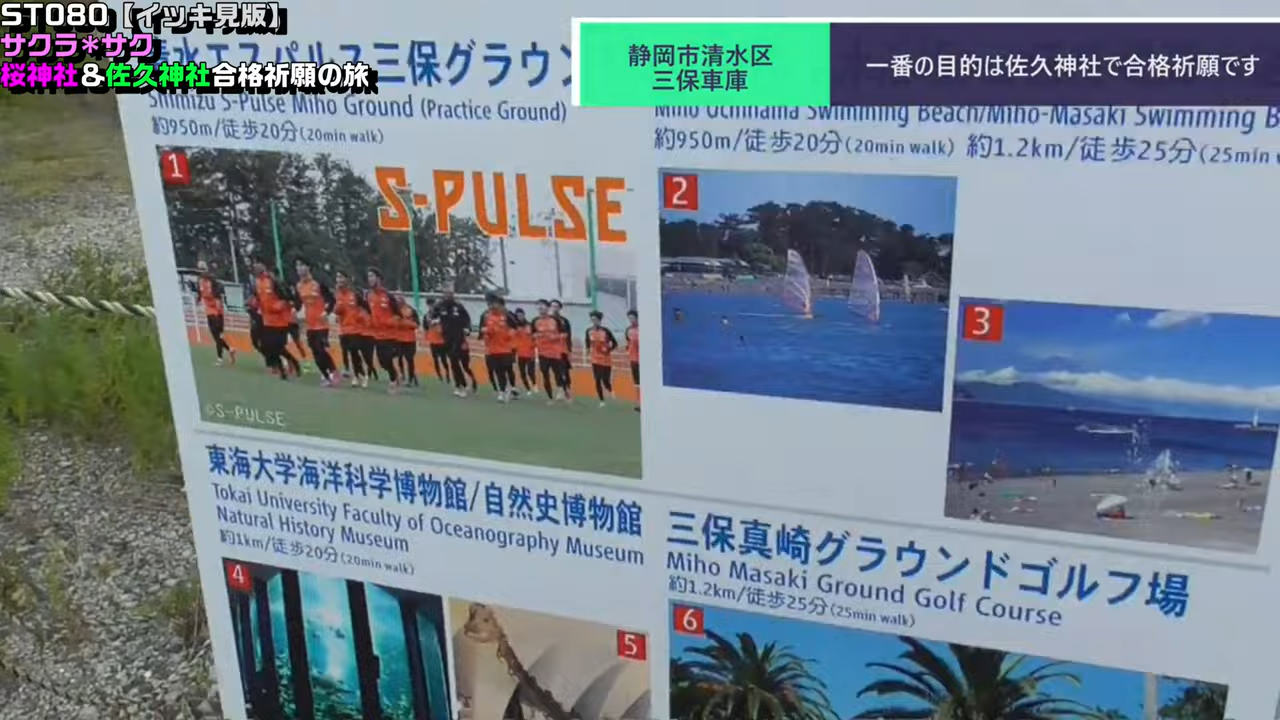 ST080【イッキ見版】
サクラ＊サク
桜神社＆佐久神社合格祈願の旅
静岡市清水区
三保車庫
一番の目的は佐久神社で合格祈願です
清水エスパルス三保グラウン
Shimizu S-Pulse Miho Ground (Practice Ground)
約950m/徒歩20分(20min walk)
Miho Uchihama Swimming Beach/Miho-Masaki Swimming B
約950m/徒歩20分(20min walk) 約1.2km/徒歩25分(25min
1
S-PULSE
©S-PULSE
2
3
東海大学海洋科学博物館/自然史博物館
Tokai University Faculty of Oceanography Museum
Natural History Museum
約1km/徒歩20分(20min walk)
4
5
三保真崎グラウンドゴルフ場
Miho Masaki Ground Golf Course
約1.2km/徒歩25分(25min walk)
6